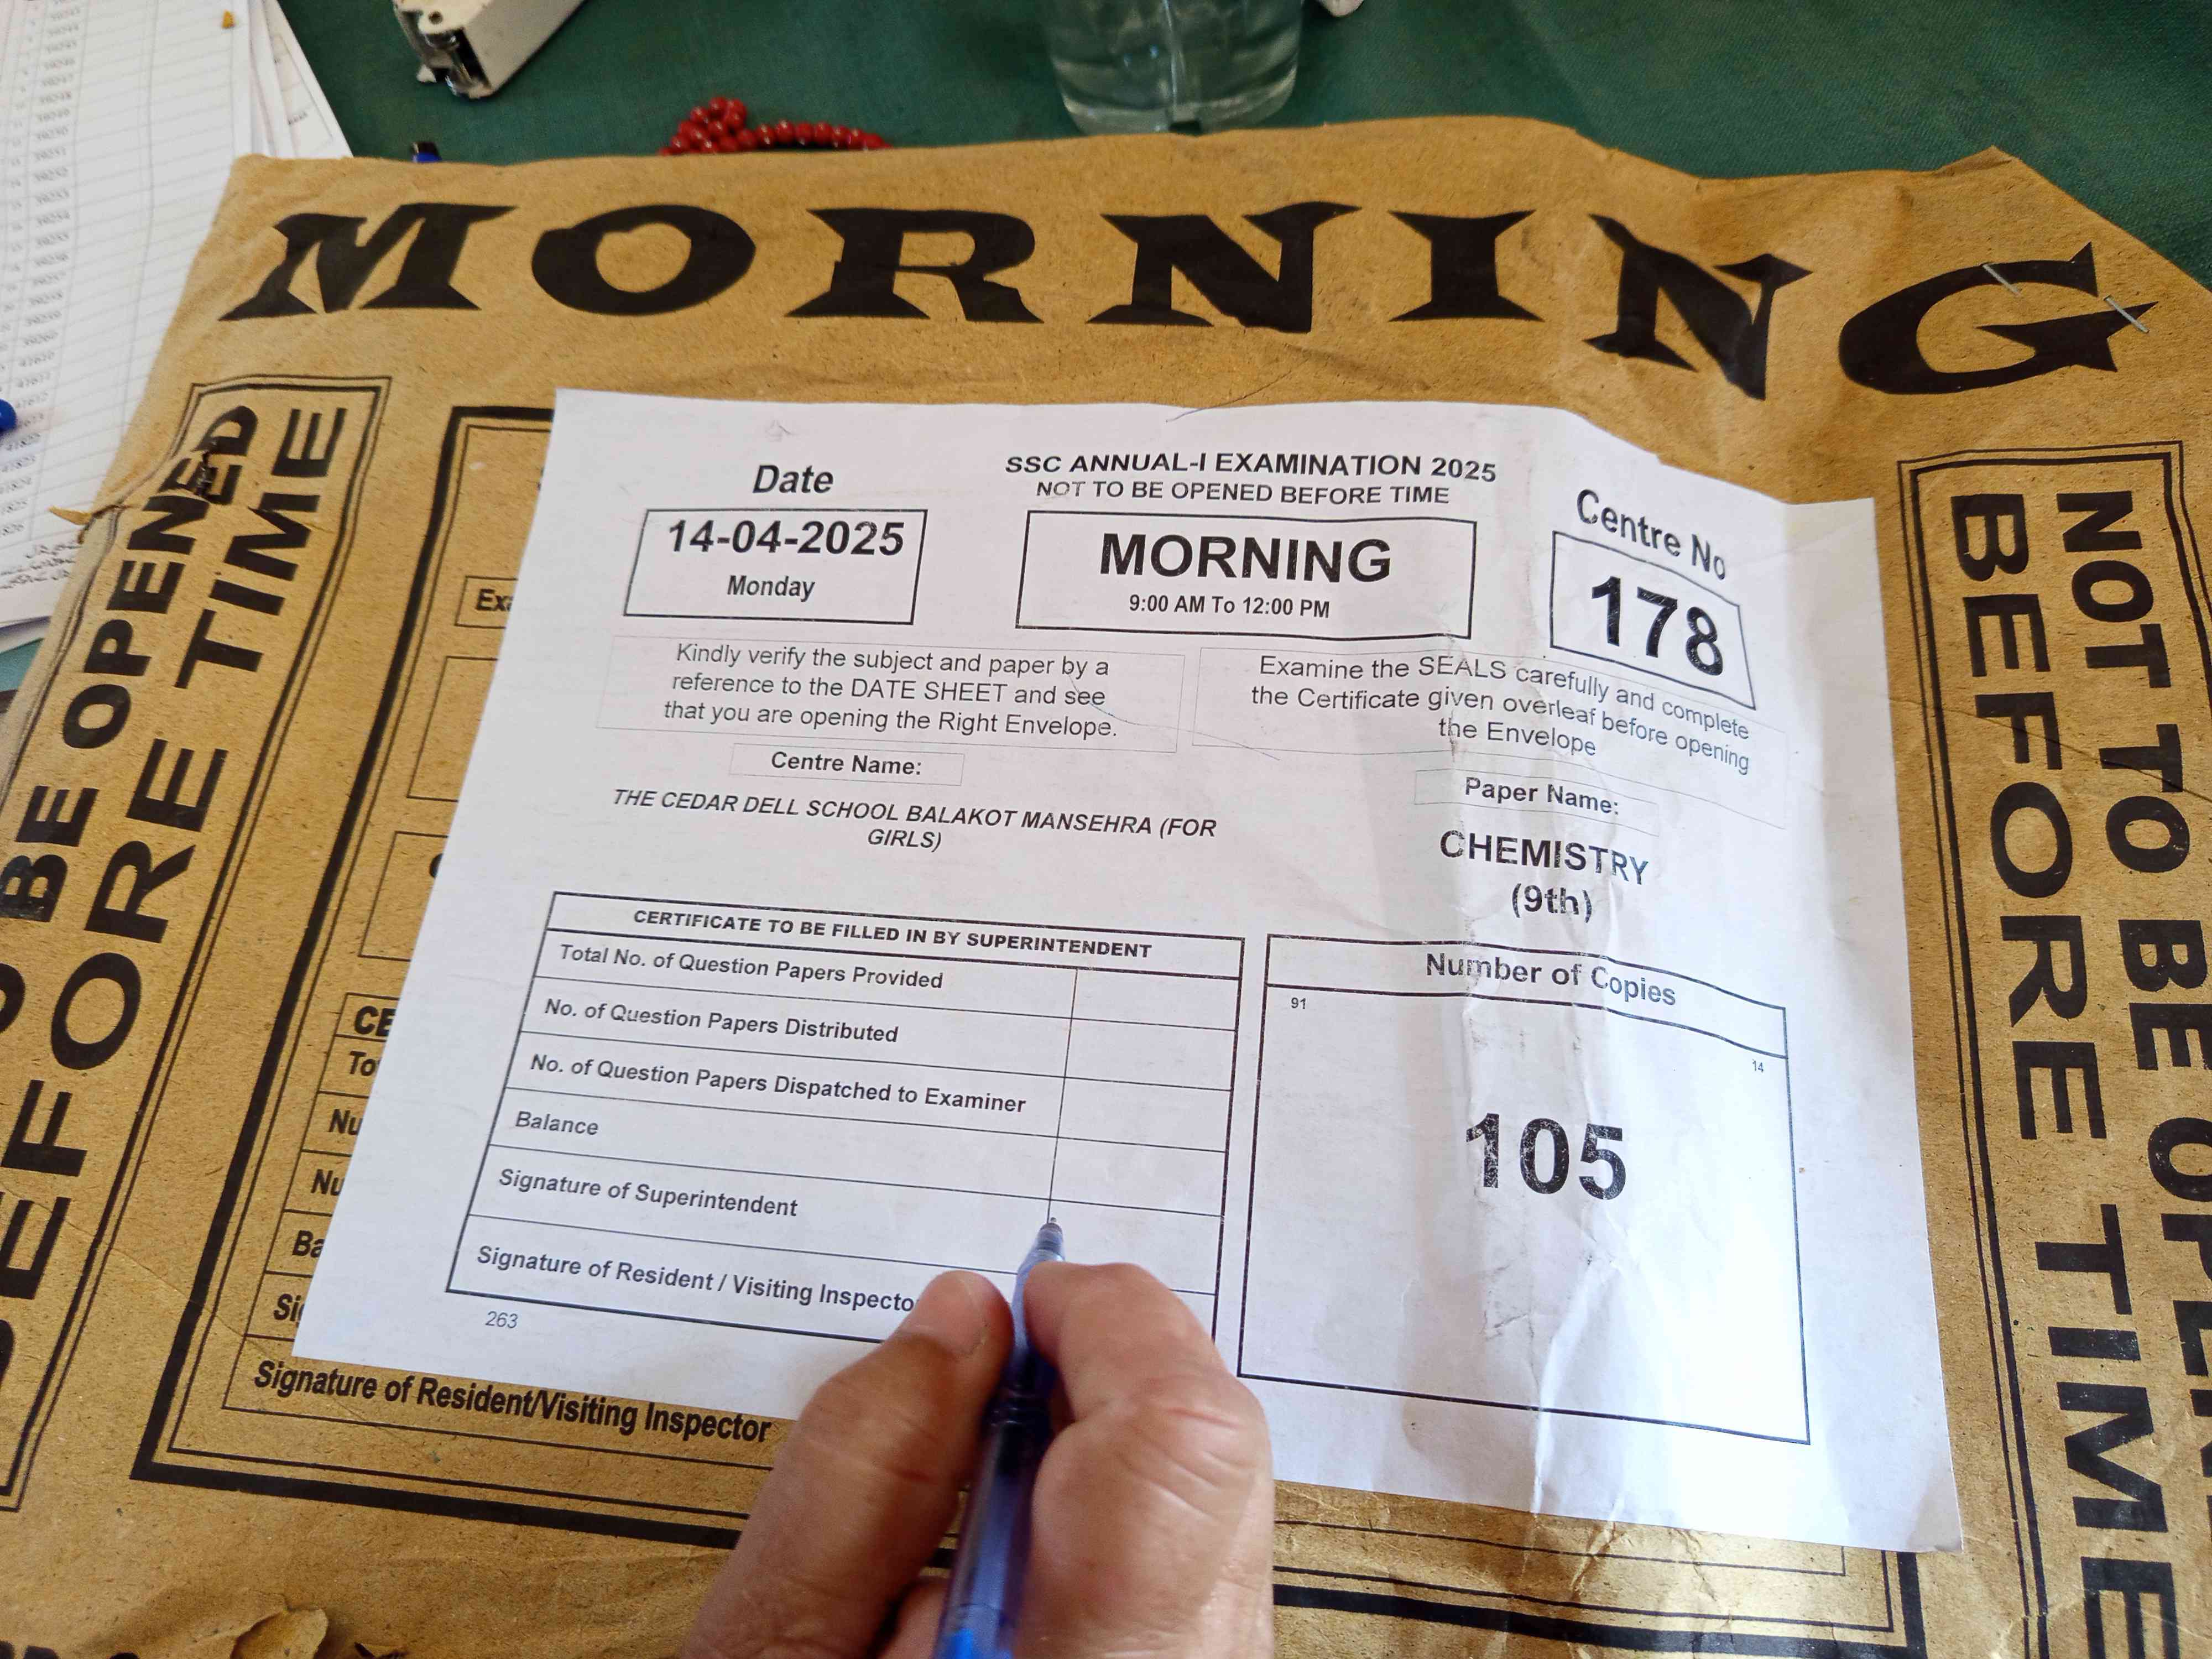 MORNING
NOT TO BE OPENED
BEFORE TIME
BE OPENED
BEFORE TIME
SSC ANNUAL-I EXAMINATION 2025
NOT TO BE OPENED BEFORE TIME
Date
14-04-2025
Monday
MORNING
9:00 AM To 12:00 PM
Centre No
178
Kindly verify the subject and paper by a
reference to the DATE SHEET and see
that you are opening the Right Envelope.
Examine the SEALS carefully and complete
the Certificate given overleaf before opening
the Envelope
Centre Name:
THE CEDAR DELL SCHOOL BALAKOT MANSEHRA (FOR
GIRLS)
Paper Name:
CHEMISTRY
(9th)
CERTIFICATE TO BE FILLED IN BY SUPERINTENDENT
Total No. of Question Papers Provided
No. of Question Papers Distributed
No. of Question Papers Dispatched to Examiner
Balance
Signature of Superintendent
Signature of Resident / Visiting Inspecto
263
Number of Copies
91
14
105
Signature of Resident/Visiting Inspector